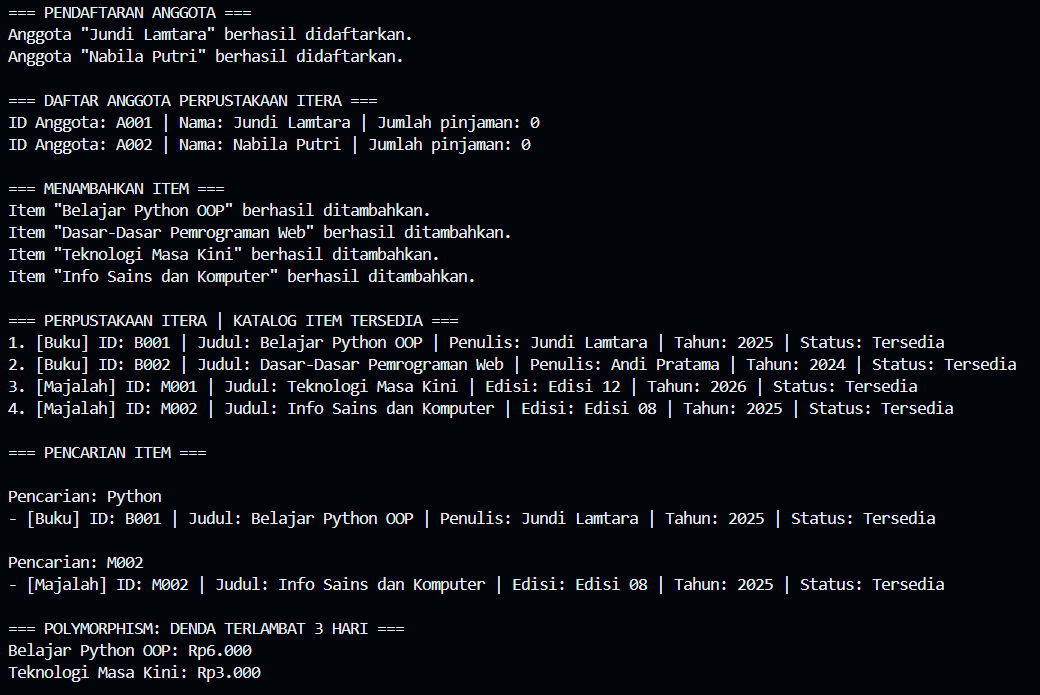 === PENDAFTARAN ANGGOTA ===
Anggota "Jundi Lamtara" berhasil didaftarkan.
Anggota "Nabila Putri" berhasil didaftarkan.

=== DAFTAR ANGGOTA PERPUSTAKAAN ITERA ===
ID Anggota: A001 | Nama: Jundi Lamtara | Jumlah pinjaman: 0
ID Anggota: A002 | Nama: Nabila Putri | Jumlah pinjaman: 0

=== MENAMBAHKAN ITEM ===
Item "Belajar Python OOP" berhasil ditambahkan.
Item "Dasar-Dasar Pemrograman Web" berhasil ditambahkan.
Item "Teknologi Masa Kini" berhasil ditambahkan.
Item "Info Sains dan Komputer" berhasil ditambahkan.

=== PERPUSTAKAAN ITERA | KATALOG ITEM TERSEDIA ===
1. [Buku] ID: B001 | Judul: Belajar Python OOP | Penulis: Jundi Lamtara | Tahun: 2025 | Status: Tersedia
2. [Buku] ID: B002 | Judul: Dasar-Dasar Pemrograman Web | Penulis: Andi Pratama | Tahun: 2024 | Status: Tersedia
3. [Majalah] ID: M001 | Judul: Teknologi Masa Kini | Edisi: Edisi 12 | Tahun: 2026 | Status: Tersedia
4. [Majalah] ID: M002 | Judul: Info Sains dan Komputer | Edisi: Edisi 08 | Tahun: 2025 | Status: Tersedia

=== PENCARIAN ITEM ===

Pencarian: Python
- [Buku] ID: B001 | Judul: Belajar Python OOP | Penulis: Jundi Lamtara | Tahun: 2025 | Status: Tersedia

Pencarian: M002
- [Majalah] ID: M002 | Judul: Info Sains dan Komputer | Edisi: Edisi 08 | Tahun: 2025 | Status: Tersedia

=== POLYMORPHISM: DENDA TERLAMBAT 3 HARI ===
Belajar Python OOP: Rp6.000
Teknologi Masa Kini: Rp3.000